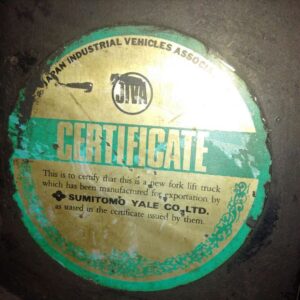 JAPAN INDUSTRIAL VEHICLES ASSOC
JIVA
CERTIFICATE
This is to certify that this is a new fork lift truck
which has been manufactured for exportation by
SUMITOMO YALE CO., LTD.
as stated in the certificate issued by them.